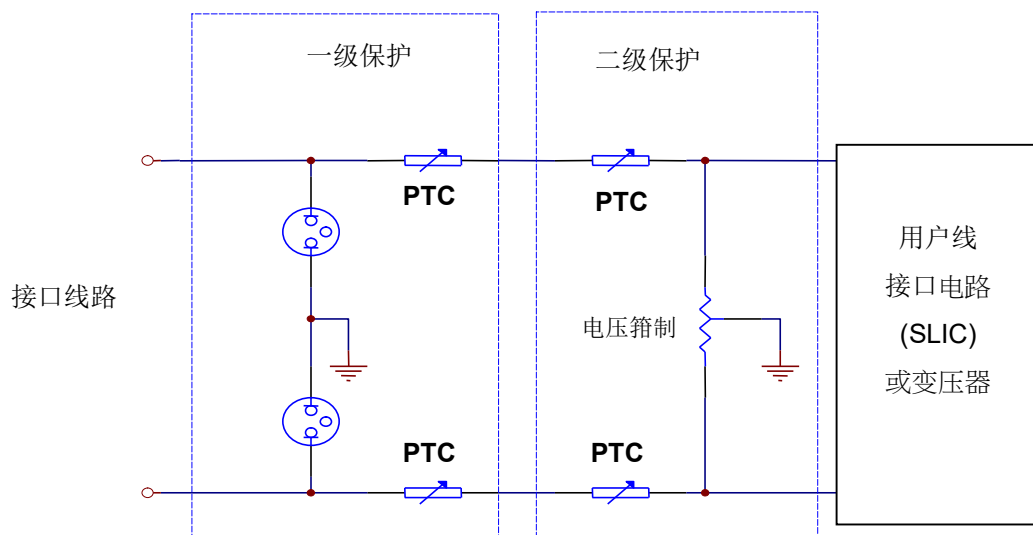 一级保护
二级保护
PTC
PTC
接口线路
电压箝制
用户线
接口电路
(SLIC)
或变压器
PTC
PTC